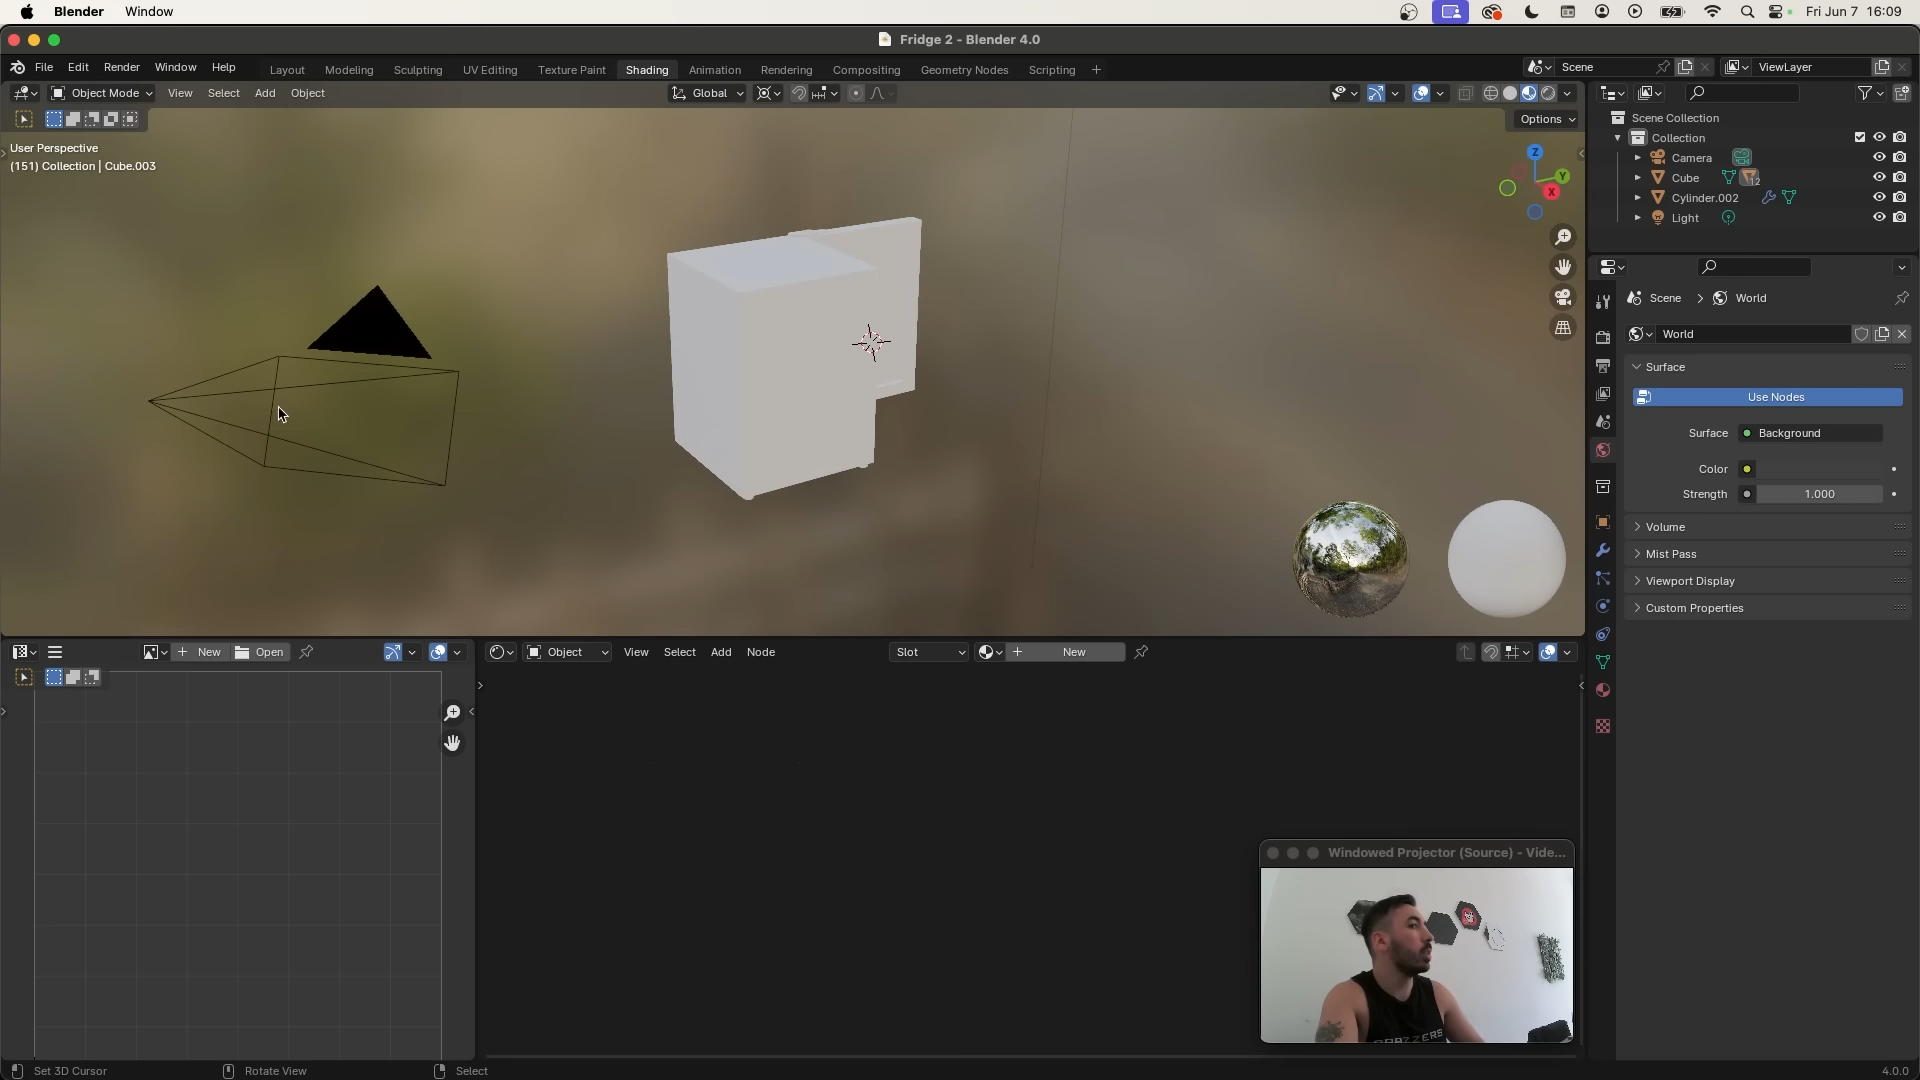 Blender Window Fri Jun 7 16:09
Fridge 2 - Blender 4.0
File Edit Render Window Help Layout Modeling Sculpting UV Editing Texture Paint Shading Animation Rendering Compositing Geometry Nodes Scripting + Scene ViewLayer
Object Mode View Select Add Object Global
Options
User Perspective
(151) Collection | Cube.003
Z
Y
X
Scene Collection
Collection
Camera
Cube 12
Cylinder.002
Light
Scene > World
World
Surface
Use Nodes
Surface Background
Color
Strength 1.000
Volume
Mist Pass
Viewport Display
Custom Properties
New Open Object View Select Add Node Slot New
Windowed Projector (Source) - Vide...
Set 3D Cursor Rotate View Select 4.0.0